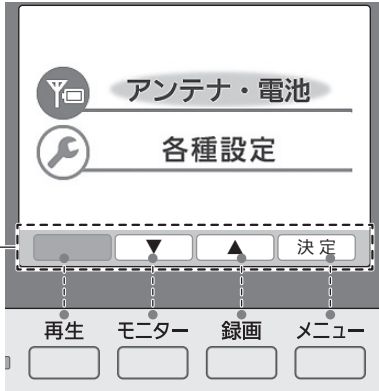 アンテナ・電池
各種設定
▼ ▲ 決定
再生 モニター 録画 メニュー